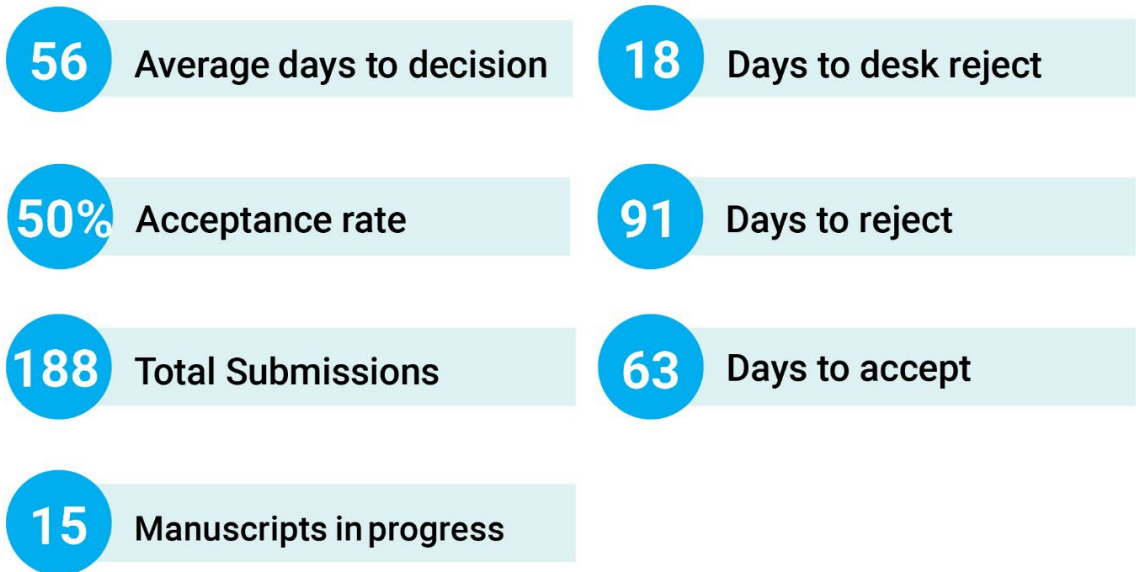 56 Average days to decision
18 Days to desk reject
50% Acceptance rate
91 Days to reject
188 Total Submissions
63 Days to accept
15 Manuscripts in progress